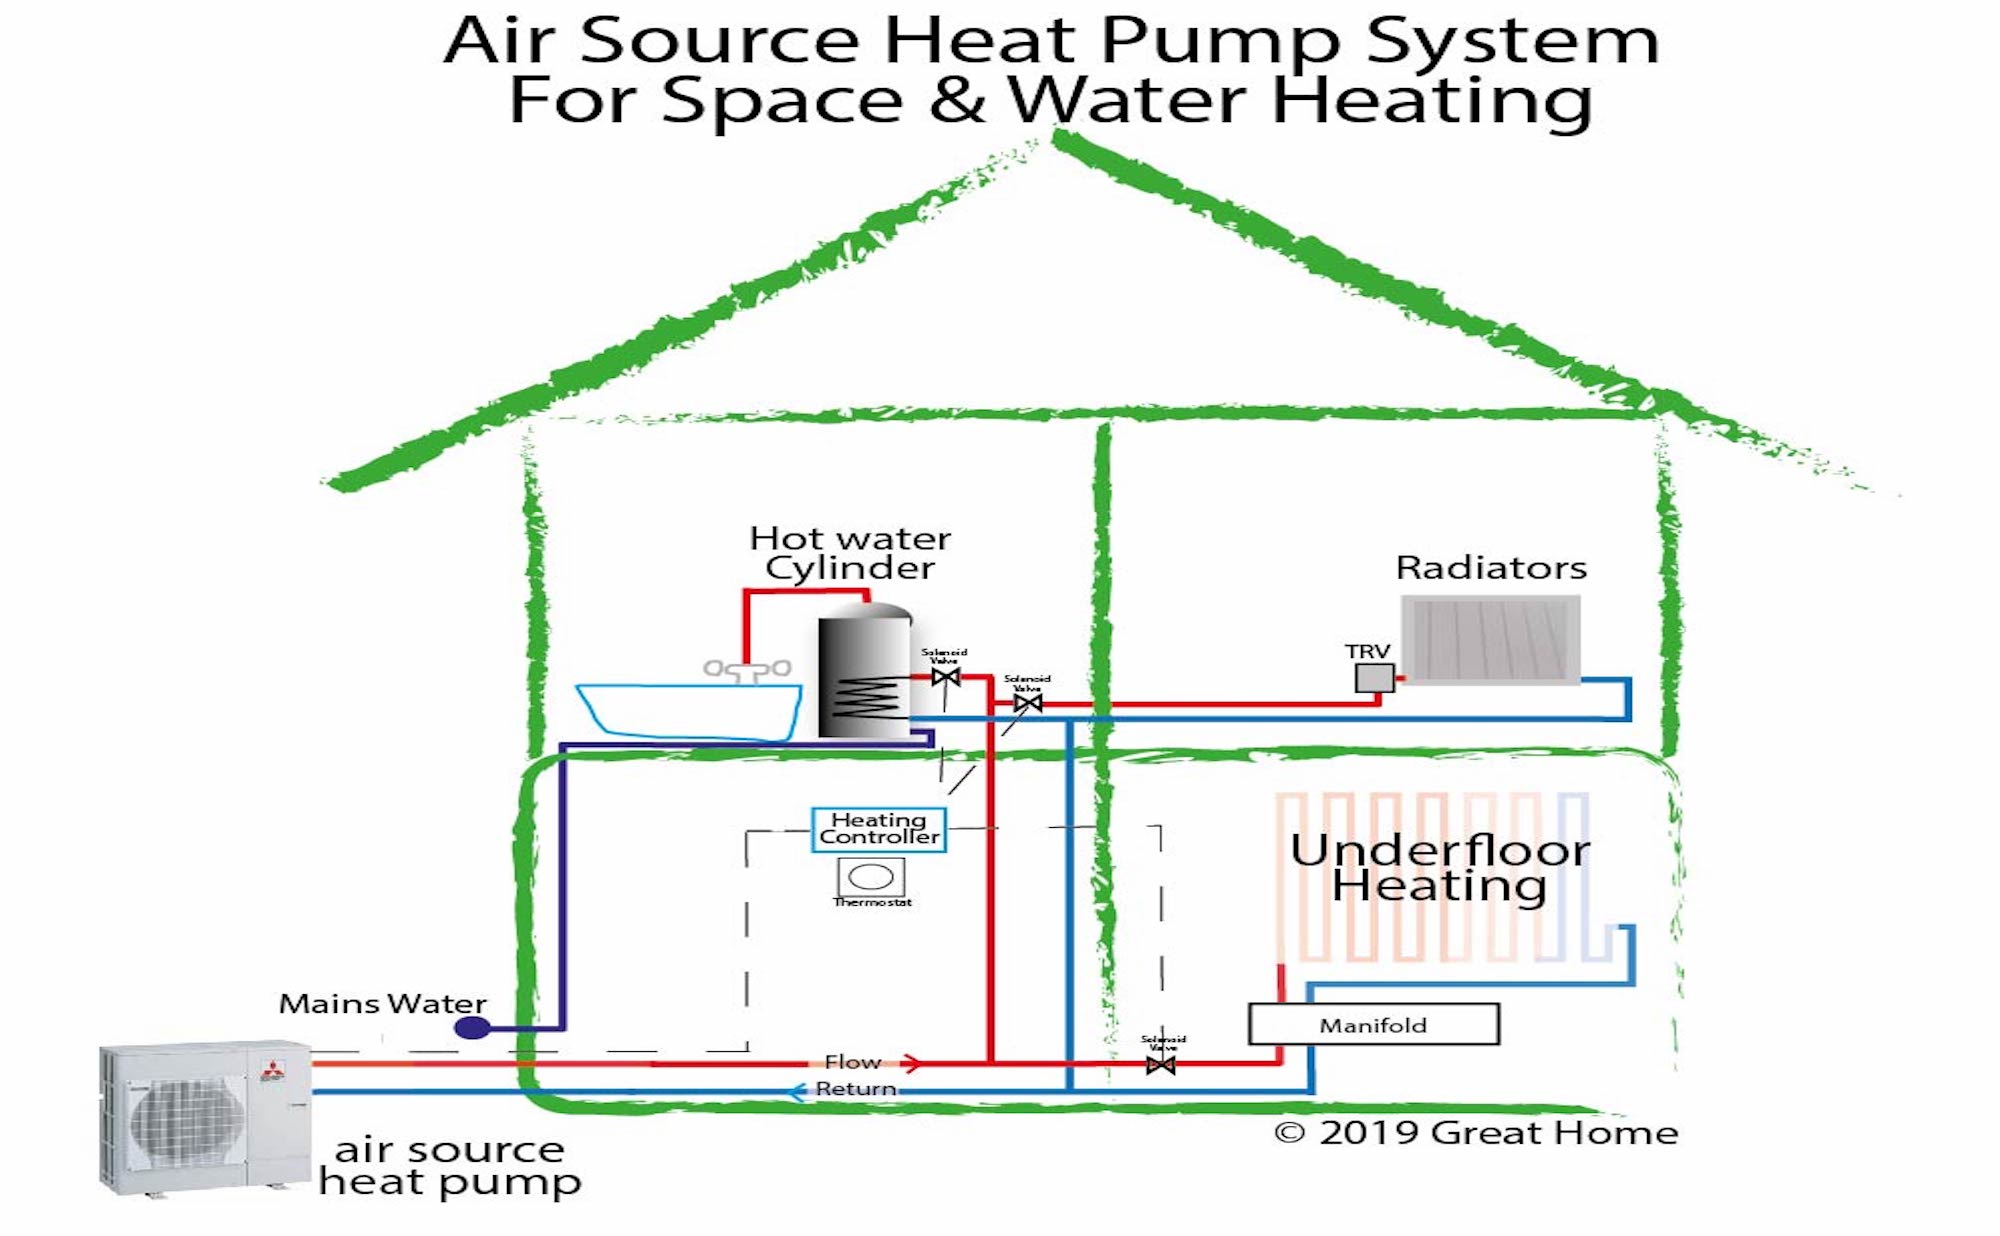 Air Source Heat Pump System
For Space & Water Heating
Hot water
Cylinder
Radiators
Solenoid
Valve
TRV
Solenoid
Valve
Heating
Controller
Thermostat
Underfloor
Heating
Mains Water
Manifold
Solenoid
Valve
Flow
Return
air source
heat pump
© 2019 Great Home